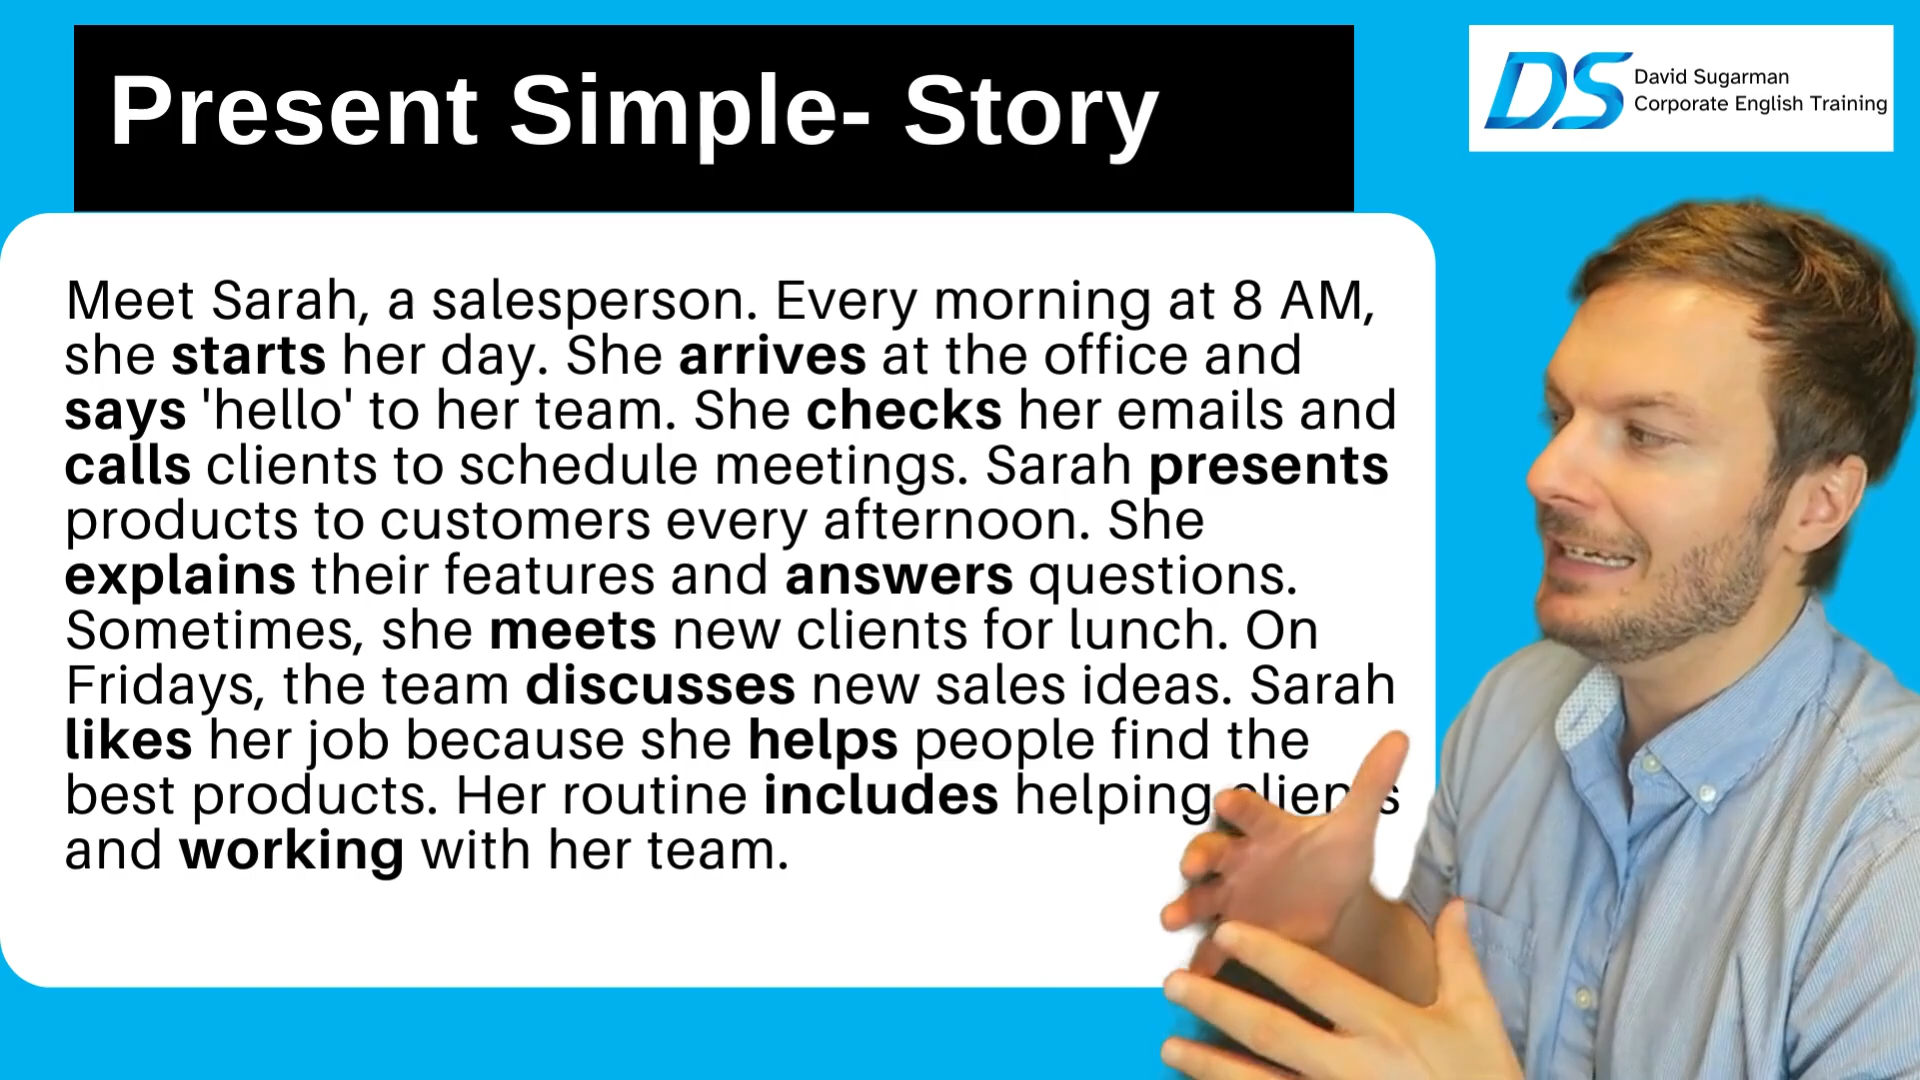 Present Simple- Story
DS
David Sugarman
Corporate English Training
Meet Sarah, a salesperson. Every morning at 8 AM,
she starts her day. She arrives at the office and
says 'hello' to her team. She checks her emails and
calls clients to schedule meetings. Sarah presents
products to customers every afternoon. She
explains their features and answers questions.
Sometimes, she meets new clients for lunch. On
Fridays, the team discusses new sales ideas. Sarah
likes her job because she helps people find the
best products. Her routine includes helping clients
and working with her team.